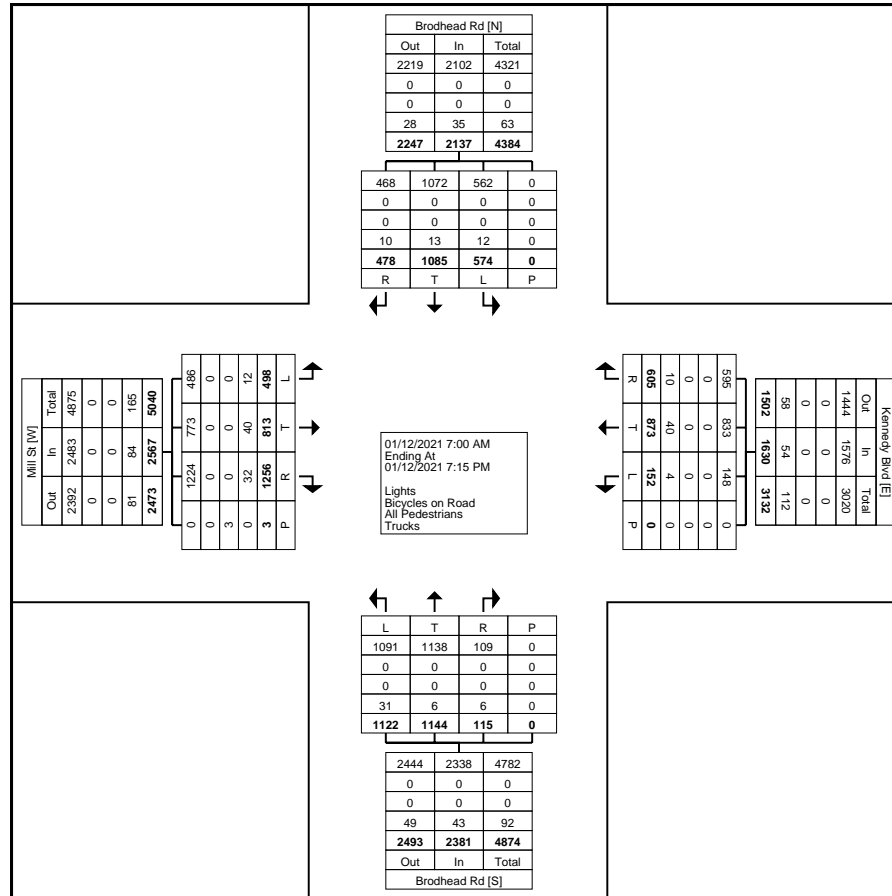 Brodhead Rd [N]
Out In Total
2219 2102 4321
0 0 0
0 0 0
28 35 63
2247 2137 4384
468 1072 562 0
0 0 0 0
0 0 0 0
10 13 12 0
478 1085 574 0
R T L P
Mill St [W]
Total In Out
4875 2483 2392
0 0 0
0 0 0
165 84 81
5040 2567 2473
486 773 1224 0
0 0 0 0
0 0 0 3
12 40 32 0
498 813 1256 3
L T R P
01/12/2021 7:00 AM
Ending At
01/12/2021 7:15 PM
Lights
Bicycles on Road
All Pedestrians
Trucks
Kennedy Blvd [E]
Out In Total
1444 1576 3020
0 0 0
0 0 0
58 54 112
1502 1630 3132
595 833 148 0
0 0 0 0
0 0 0 0
10 40 4 0
605 873 152 0
R T L P
L T R P
1091 1138 109 0
0 0 0 0
0 0 0 0
31 6 6 0
1122 1144 115 0
2444 2338 4782
0 0 0
0 0 0
49 43 92
2493 2381 4874
Out In Total
Brodhead Rd [S]